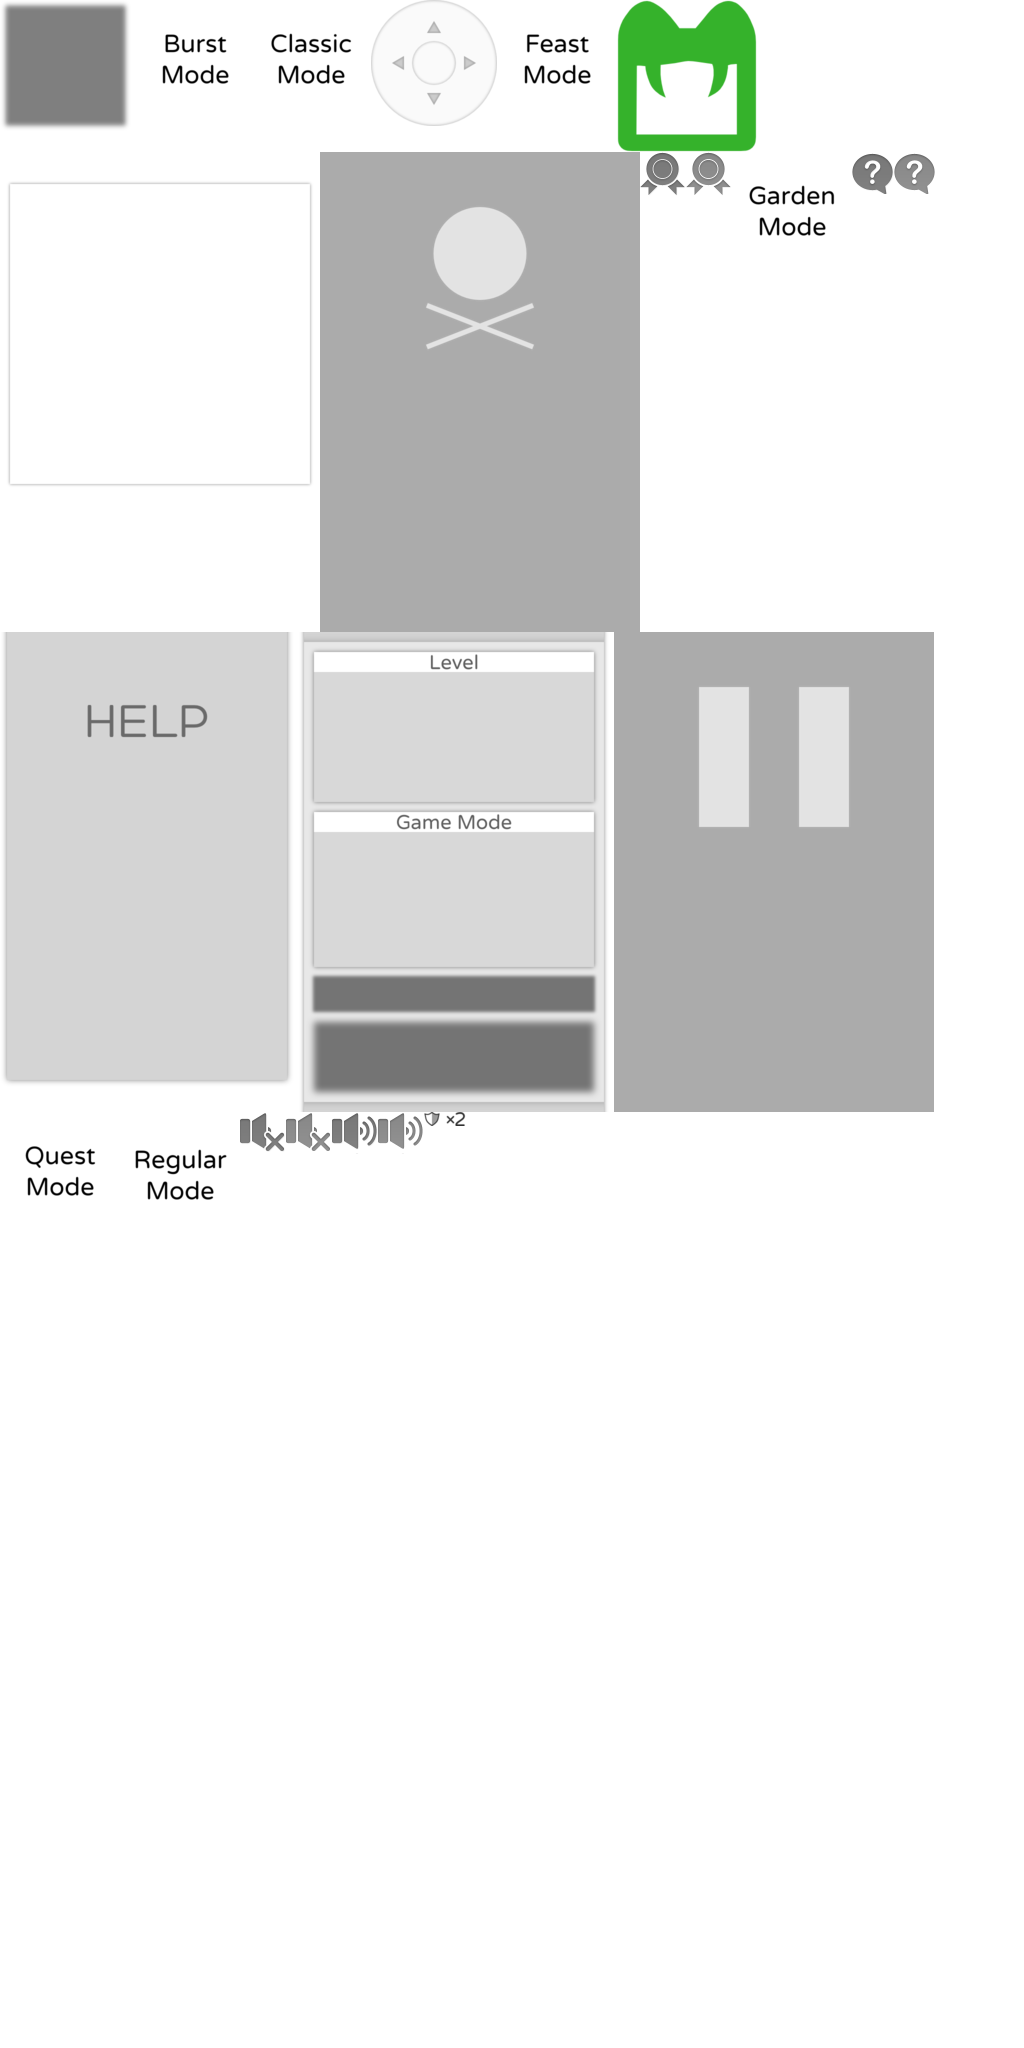 Burst
Mode
Classic
Mode
Feast
Mode
Garden
Mode
? ?
HELP
Level
Game Mode
Quest
Mode
Regular
Mode
×2